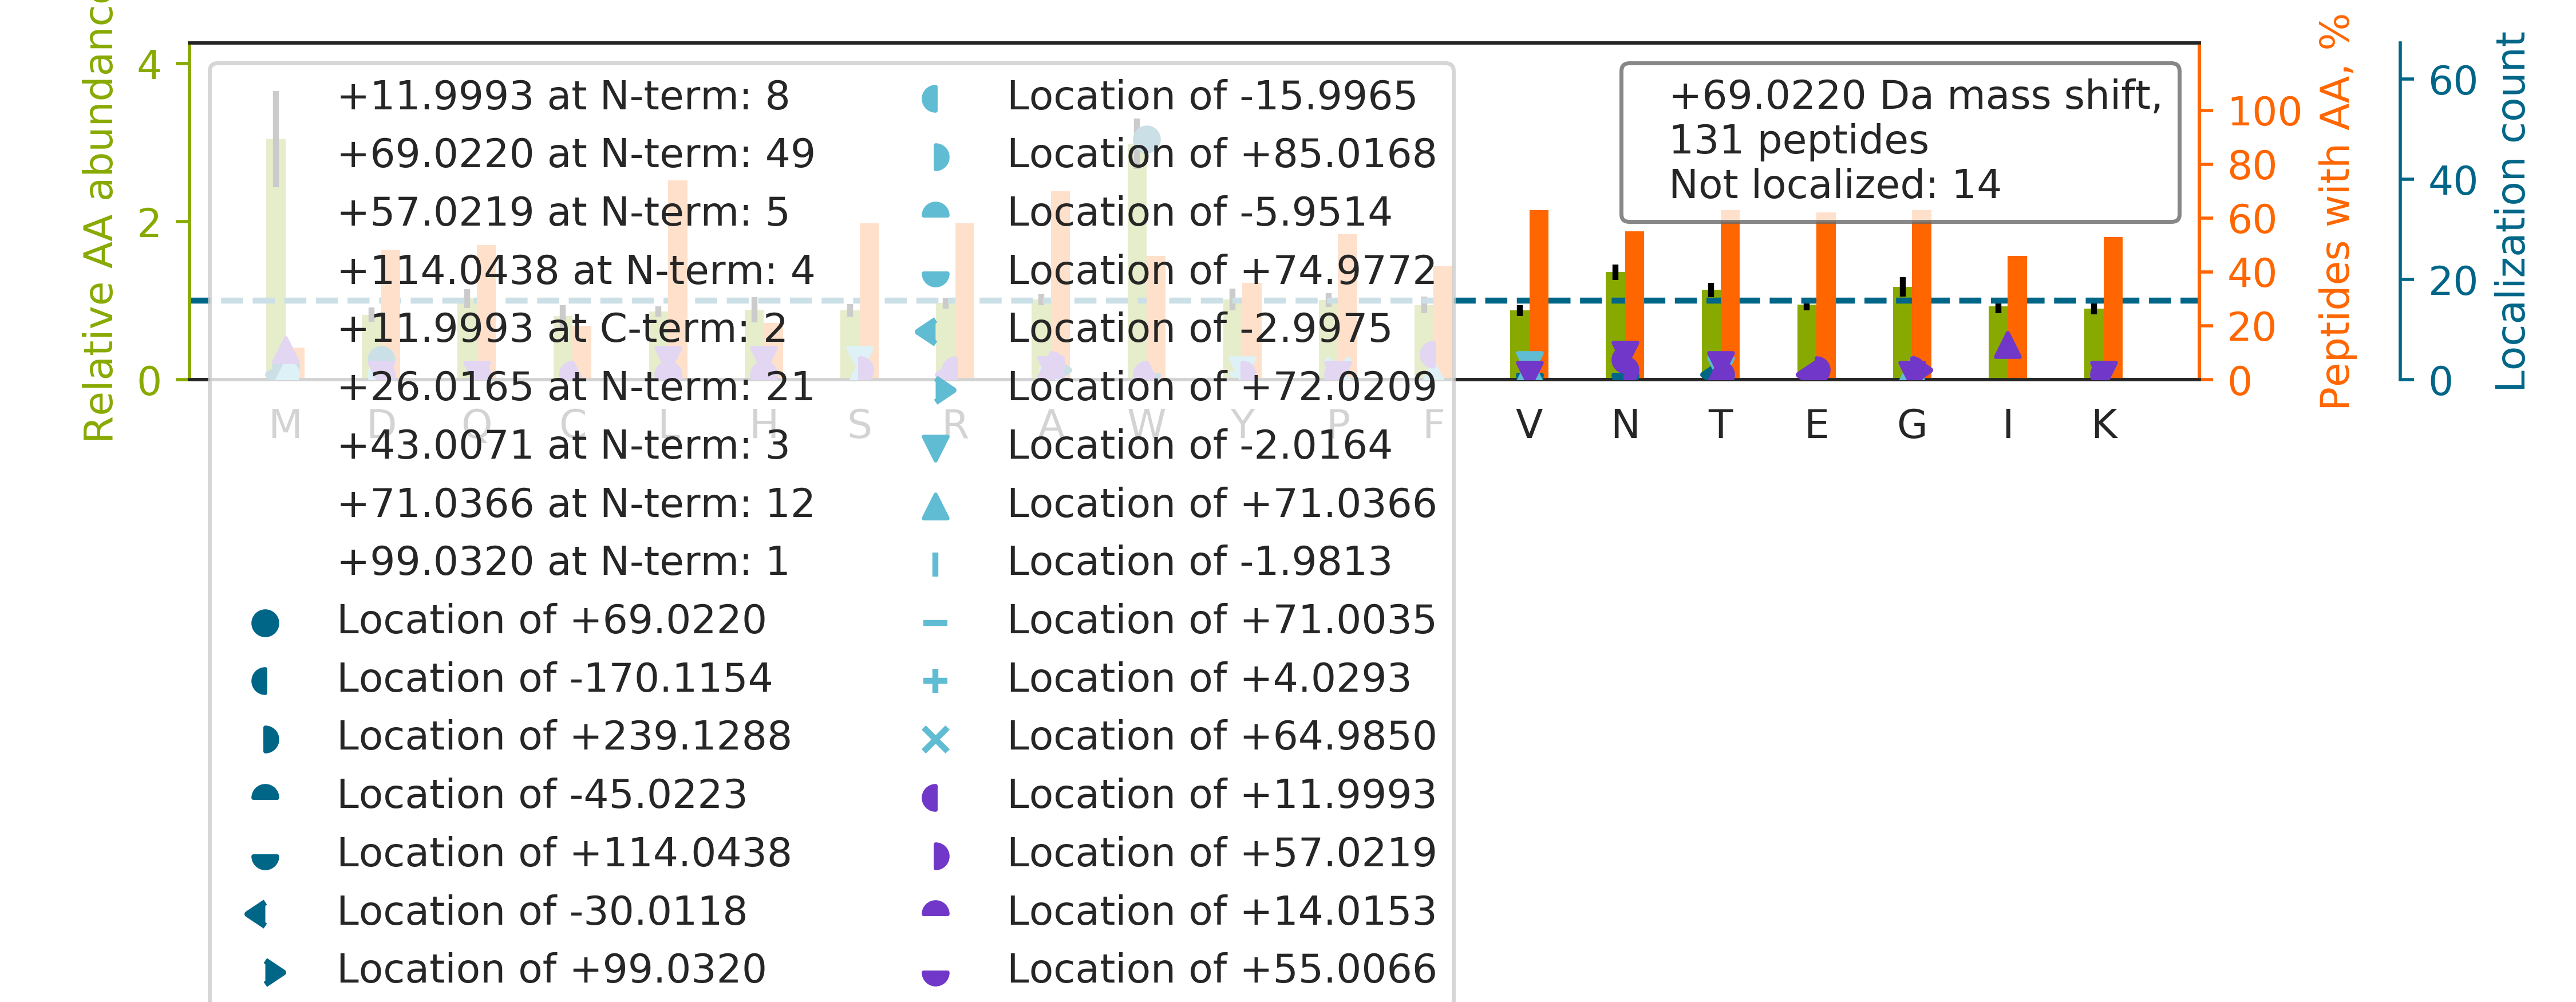 Relative AA abundance
4
2
0
+11.9993 at N-term: 8
+69.0220 at N-term: 49
+57.0219 at N-term: 5
+114.0438 at N-term: 4
+11.9993 at C-term: 2
+26.0165 at N-term: 21
+43.0071 at N-term: 3
+71.0366 at N-term: 12
+99.0320 at N-term: 1
Location of +69.0220
Location of -170.1154
Location of +239.1288
Location of -45.0223
Location of +114.0438
Location of -30.0118
Location of +99.0320
Location of -15.9965
Location of +85.0168
Location of -5.9514
Location of +74.9772
Location of -2.9975
Location of +72.0209
Location of -2.0164
Location of +71.0366
Location of -1.9813
Location of +71.0035
Location of +4.0293
Location of +64.9850
Location of +11.9993
Location of +57.0219
Location of +14.0153
Location of +55.0066
+69.0220 Da mass shift,
131 peptides
Not localized: 14
M D Q C L H S R A W Y P F V N T E G I K
100
80
60
40
20
0
Peptides with AA, %
60
40
20
0
Localization count